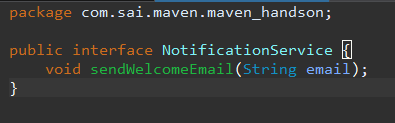 package com.sai.maven.maven_handson;
public interface NotificationService {
    void sendWelcomeEmail(String email);
}